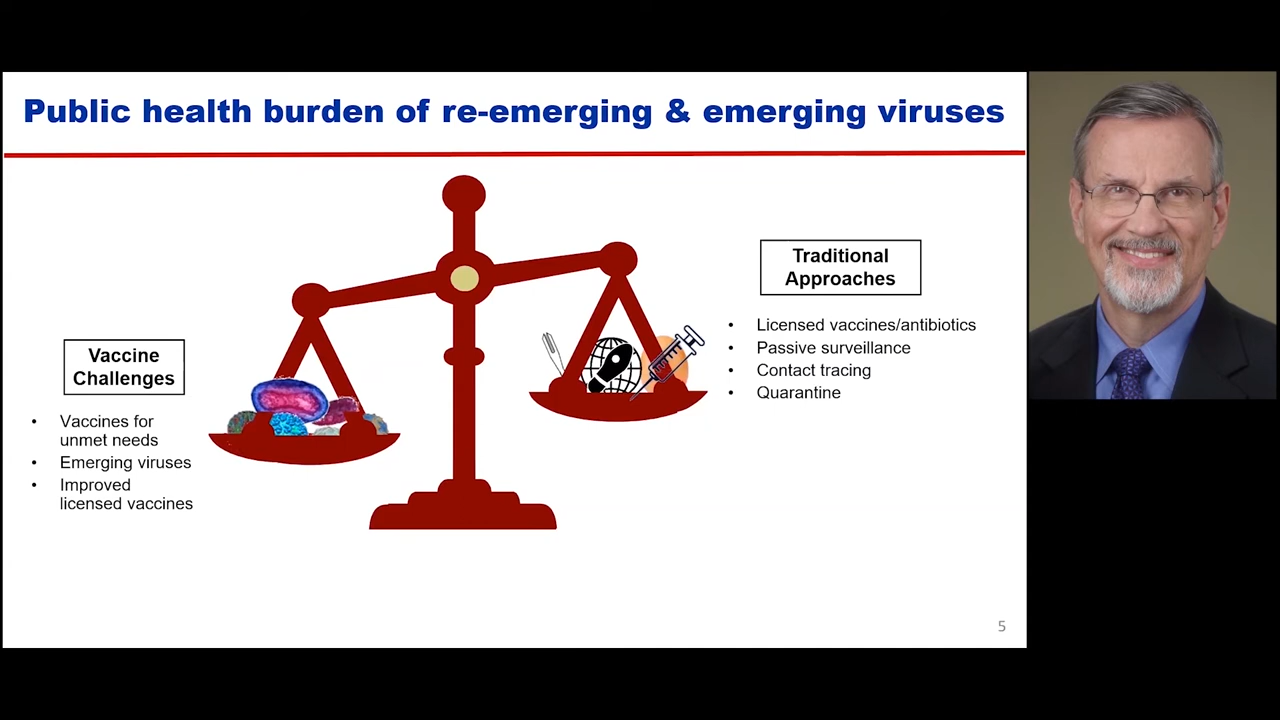 Public health burden of re-emerging & emerging viruses
Vaccine
Challenges
• Vaccines for
unmet needs
• Emerging viruses
• Improved
licensed vaccines
Traditional
Approaches
• Licensed vaccines/antibiotics
• Passive surveillance
• Contact tracing
• Quarantine
5